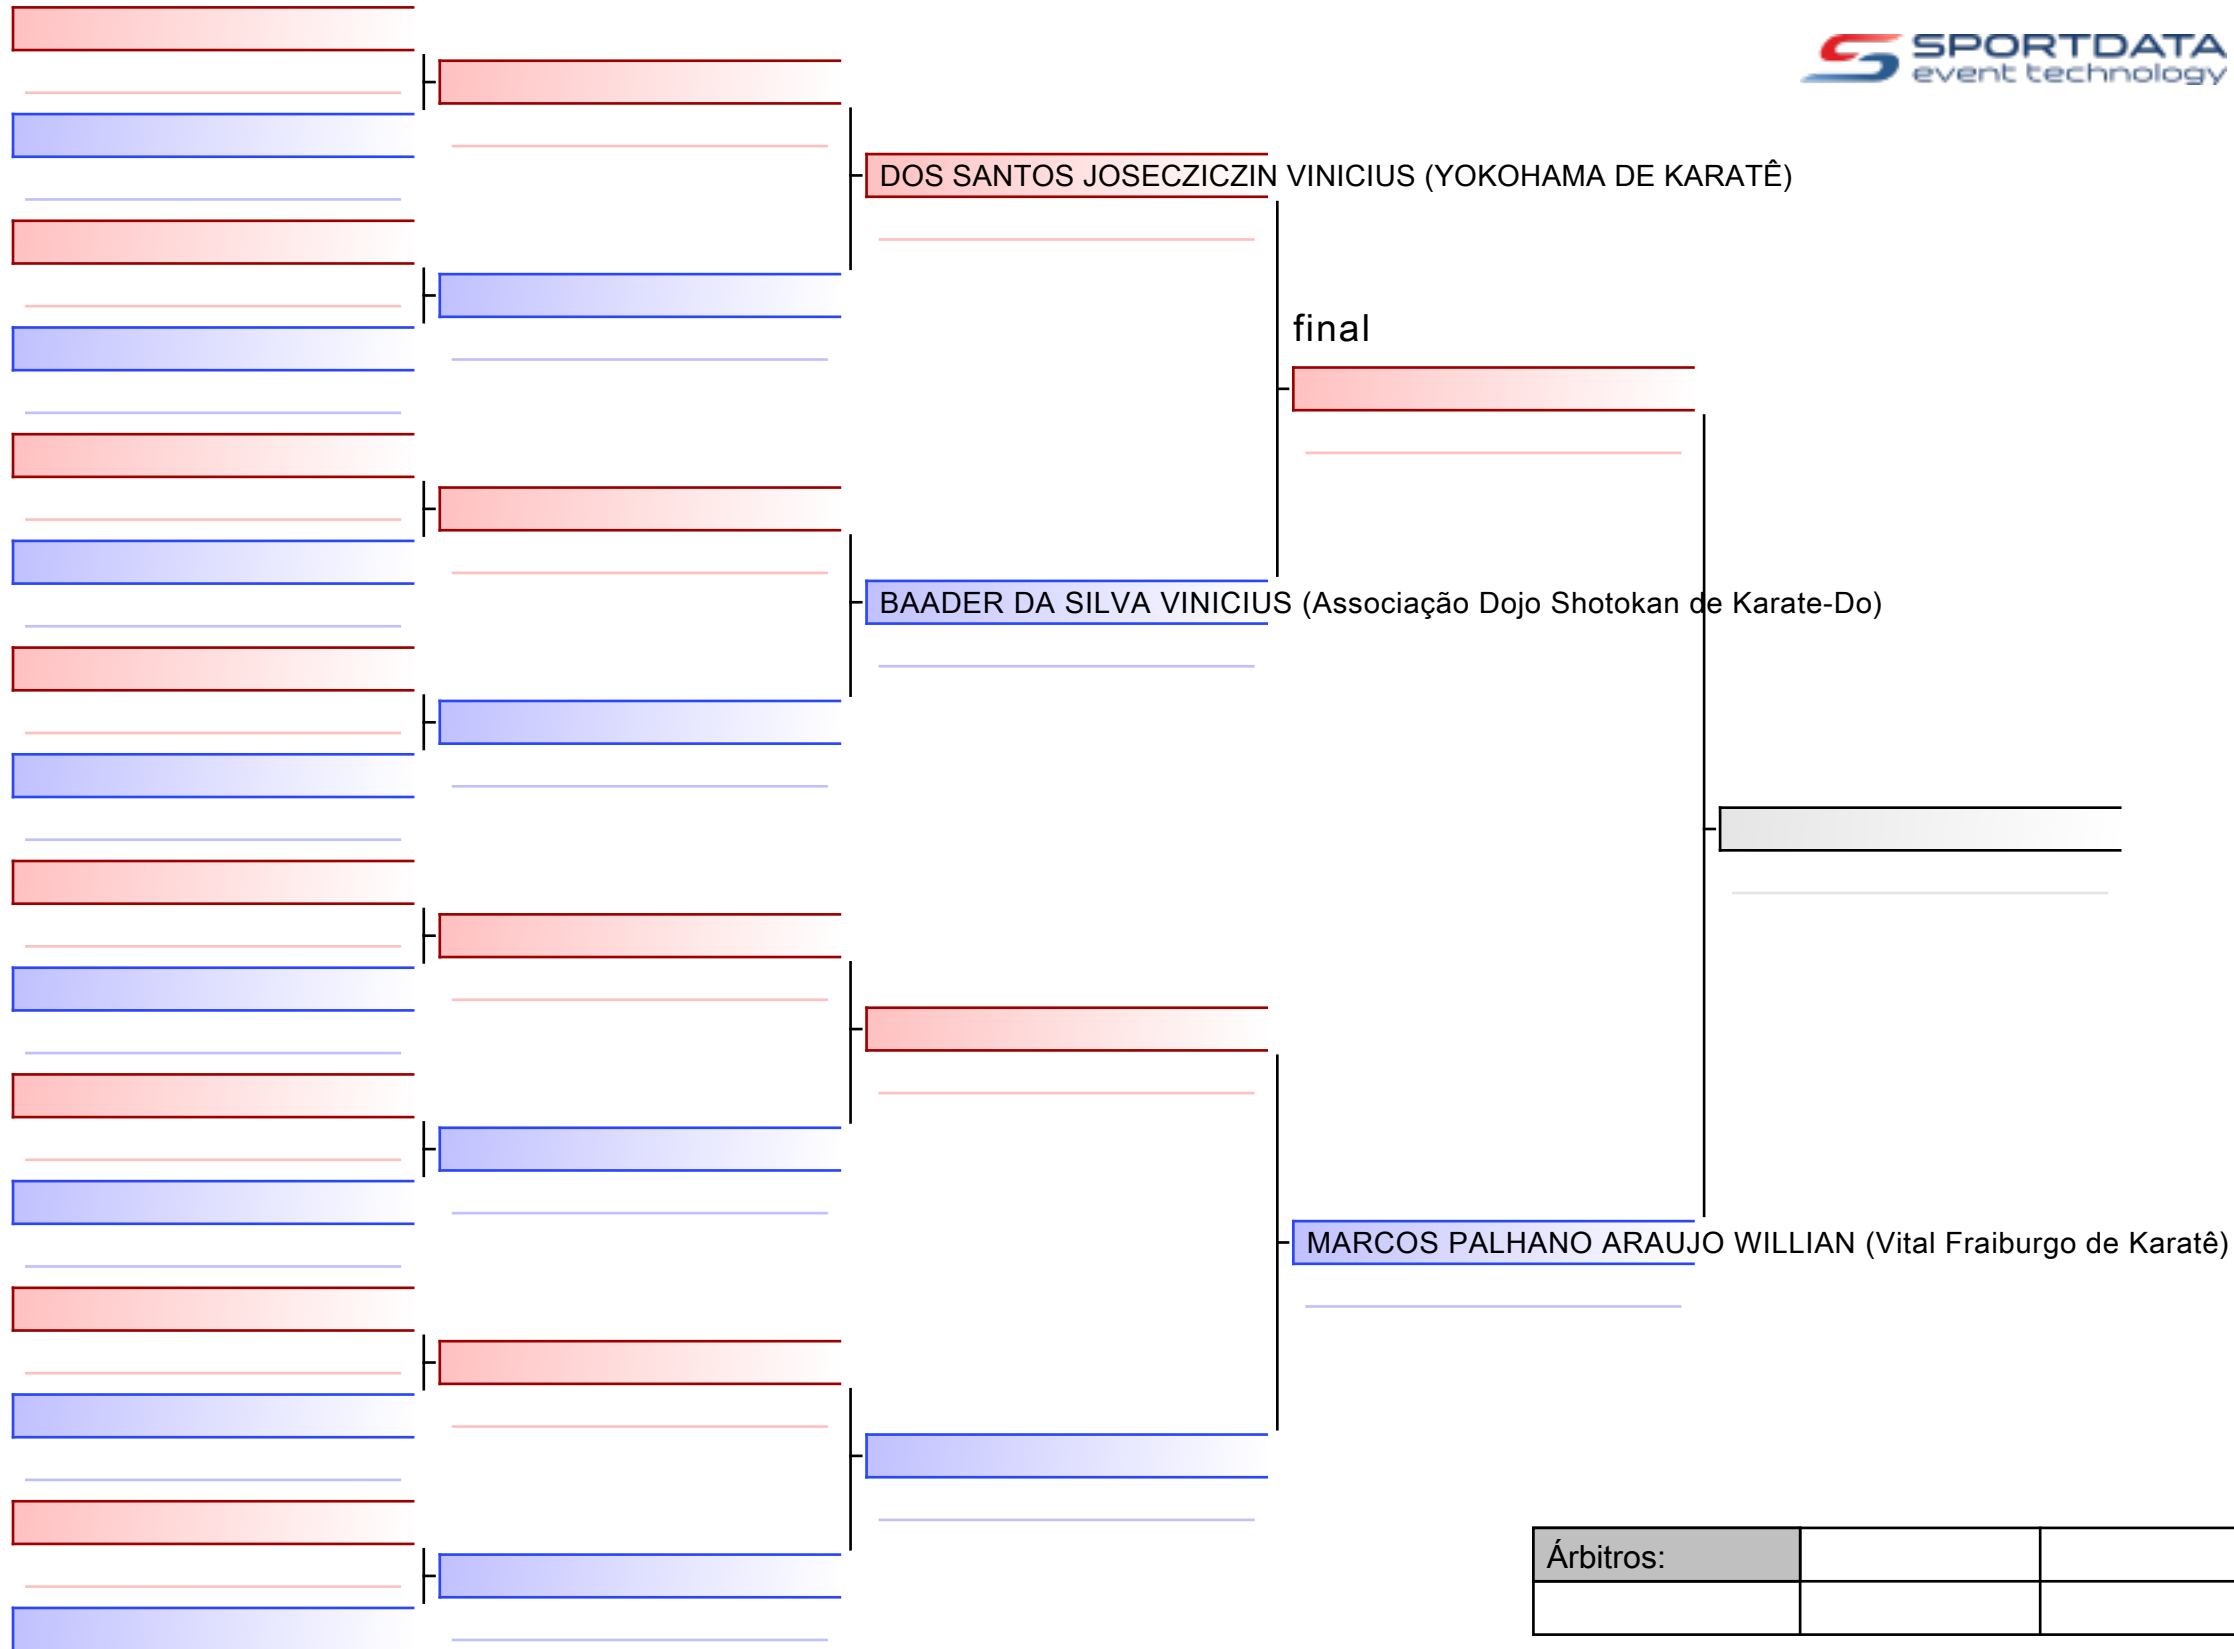 SPORTDATA
event technology
DOS SANTOS JOSECZICZIN VINICIUS (YOKOHAMA DE KARATÊ)
final
BAADER DA SILVA VINICIUS (Associação Dojo Shotokan de Karate-Do)
MARCOS PALHANO ARAUJO WILLIAN (Vital Fraiburgo de Karatê)
Árbitros: